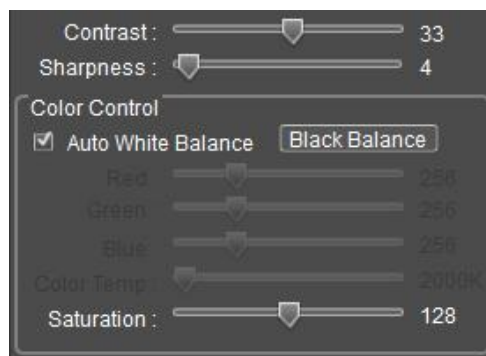 Contrast : 33
Sharpness : 4
Color Control
Auto White Balance Black Balance
Red 256
Green 256
Blue 256
Color Temp : 2000K
Saturation : 128